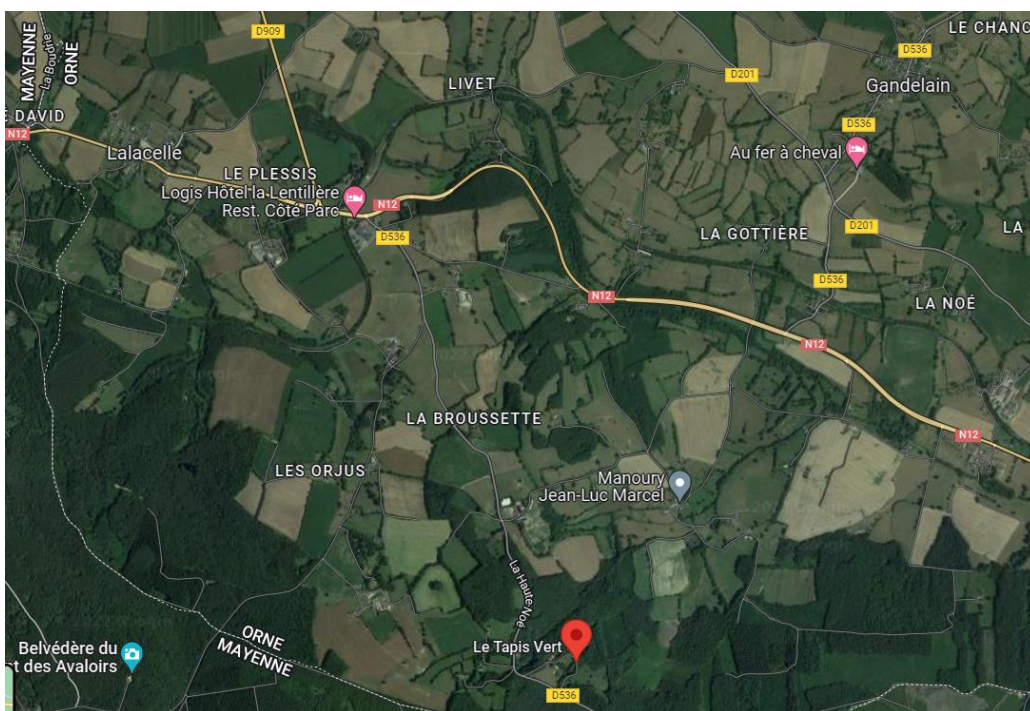 D909
LE CHANC
D536
MAYENNE
ORNE
La Bougne
D201
Gandelain
LIVET
É DAVID
N12
D536
Lalacelle
Au fer à cheval
LE PLESSIS
Logis Hôtel la Lentillère
Rest. Côté Parc
N12
D536
LA GOTTIÈRE
D201
LA
D536
N12
LA NOÉ
N12
LA BROUSSETTE
N12
LES ORJUS
Manoury
Jean-Luc Marcel
La Haute Noé
ORNE
MAYENNE
Belvédère du
t des Avaloirs
Le Tapis Vert
D536